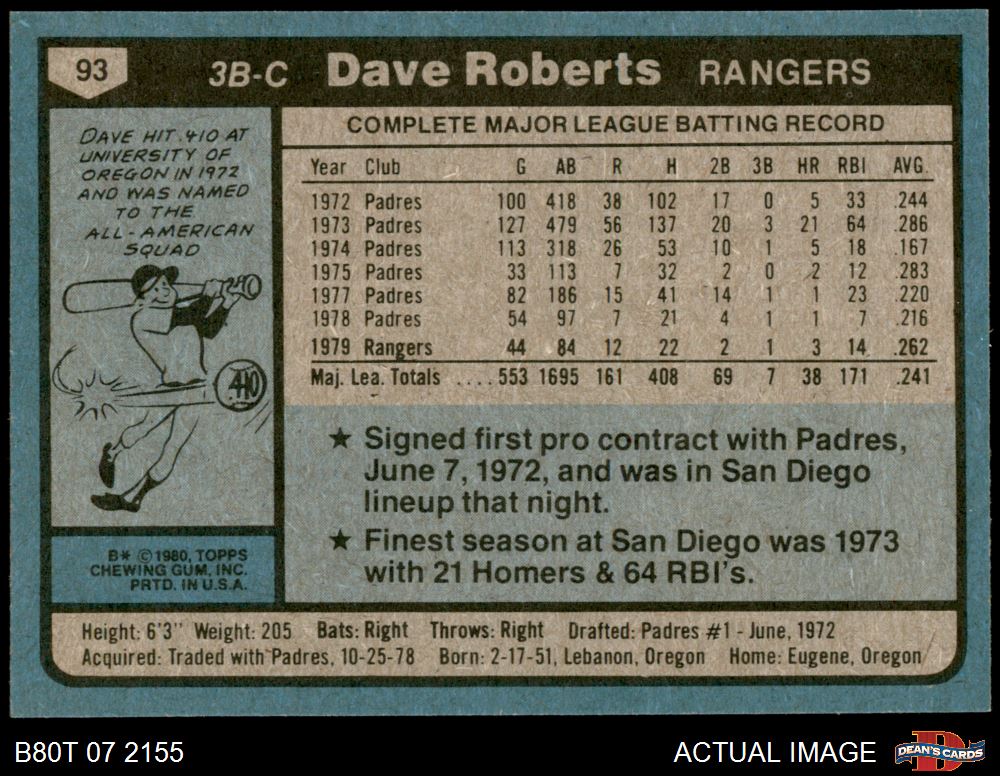 93 3B-C Dave Roberts RANGERS
DAVE HIT .410 AT
UNIVERSITY OF
OREGON IN 1972
AND WAS NAMED
TO THE
ALL-AMERICAN
SQUAD
.410
B* ©1980, TOPPS
CHEWING GUM, INC.
PRTD. IN U.S.A.
COMPLETE MAJOR LEAGUE BATTING RECORD
Year Club G AB R H 2B 3B HR RBI AVG.
1972 Padres 100 418 38 102 17 0 5 33 .244
1973 Padres 127 479 56 137 20 3 21 64 .286
1974 Padres 113 318 26 53 10 1 5 18 .167
1975 Padres 33 113 7 32 2 0 2 12 .283
1977 Padres 82 186 15 41 14 1 1 23 .220
1978 Padres 54 97 7 21 4 1 1 7 .216
1979 Rangers 44 84 12 22 2 1 3 14 .262
Maj. Lea. Totals ....553 1695 161 408 69 7 38 171 .241
★ Signed first pro contract with Padres,
June 7, 1972, and was in San Diego
lineup that night.
★ Finest season at San Diego was 1973
with 21 Homers & 64 RBI's.
Height: 6'3" Weight: 205 Bats: Right Throws: Right Drafted: Padres #1 - June, 1972
Acquired: Traded with Padres, 10-25-78 Born: 2-17-51, Lebanon, Oregon Home: Eugene, Oregon
B80T 07 2155 ACTUAL IMAGE DEAN'S CARDS